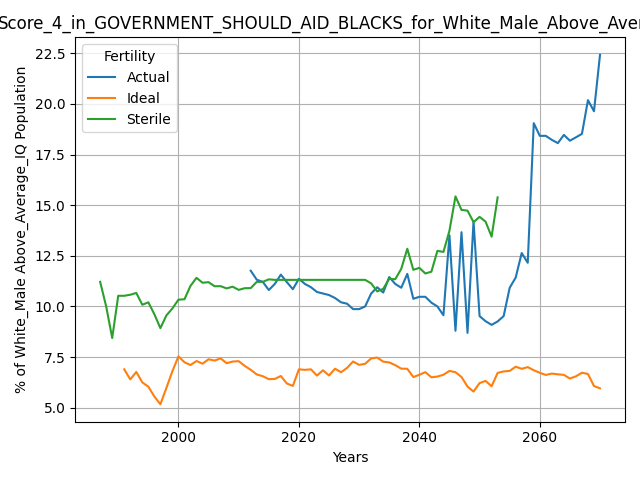 Score_4_in_GOVERNMENT_SHOULD_AID_BLACKS_for_White_Male_Above_Aver
Fertility
Actual
Ideal
Sterile
22.5
20.0
17.5
15.0
12.5
10.0
7.5
5.0
% of White_Male Above_Average_IQ Population
2000
2020
2040
2060
Years